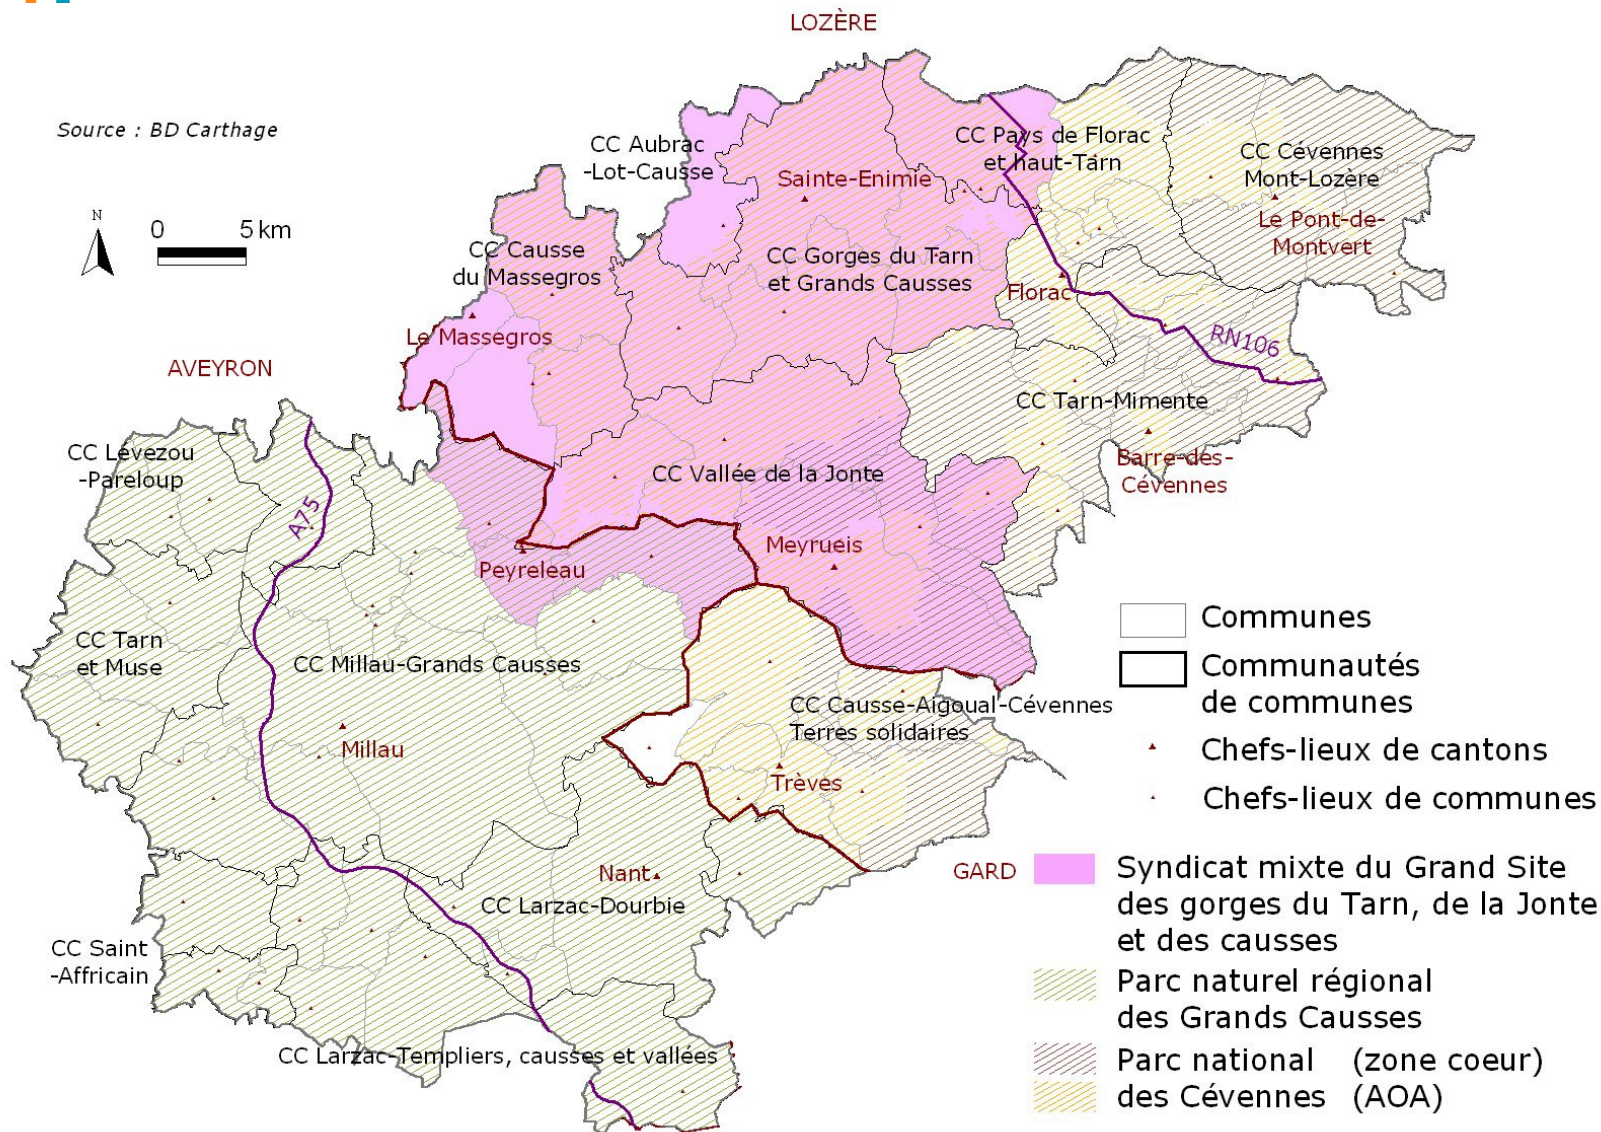 LOZÈRE
Source : BD Carthage
CC Aubrac
-Lot-Causse
CC Pays de Florac
et haut-Tarn
CC Cévennes
Mont-Lozère
Sainte-Enimie
Le Pont-de-
Montvert
N
0 5 km
CC Causse
du Massegros
CC Gorges du Tarn
et Grands Causses
Florac
Le Massegros
RN106
AVEYRON
CC Tarn-Mimente
CC Lévezou
-Pareloup
Barre-des-
Cévennes
CC Vallée de la Jonte
A75
Meyrueis
Peyreleau
Communes
CC Tarn
et Muse
CC Millau-Grands Causses
Communautés
de communes
CC Causse-Aigoual-Cévennes
Terres solidaires
Millau
Chefs-lieux de cantons
Trèves
Chefs-lieux de communes
Nant
GARD
Syndicat mixte du Grand Site
des gorges du Tarn, de la Jonte
et des causses
CC Larzac-Dourbie
CC Saint
-Affricain
Parc naturel régional
des Grands Causses
CC Larzac-Templiers, causses et vallées
Parc national (zone coeur)
des Cévennes (AOA)